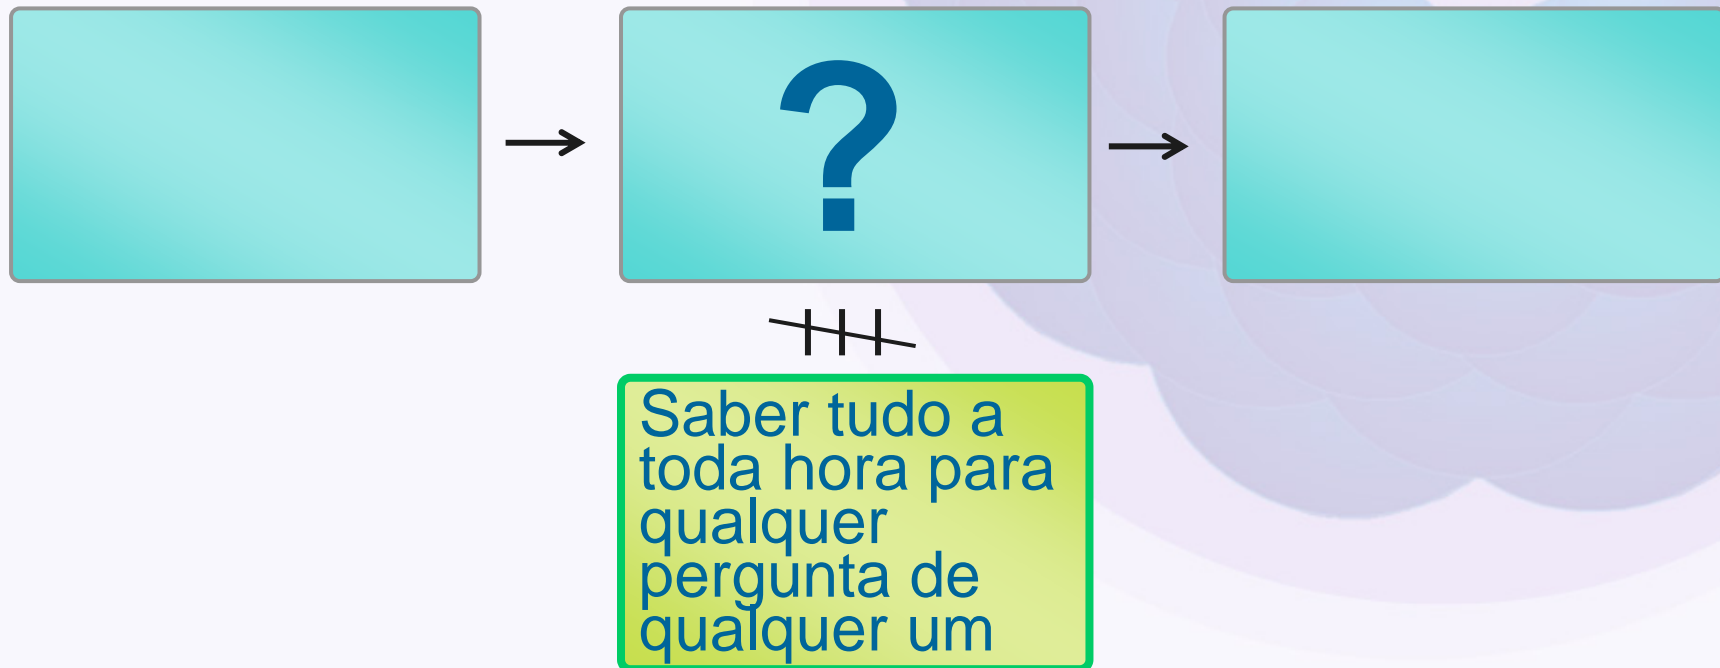 ?
Saber tudo a
toda hora para
qualquer
pergunta de
qualquer um